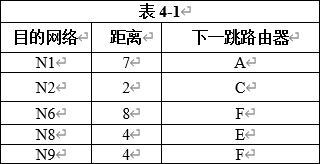 表 4-1
目的网络 距离 下一跳路由器
N1 7 A
N2 2 C
N6 8 F
N8 4 E
N9 4 F